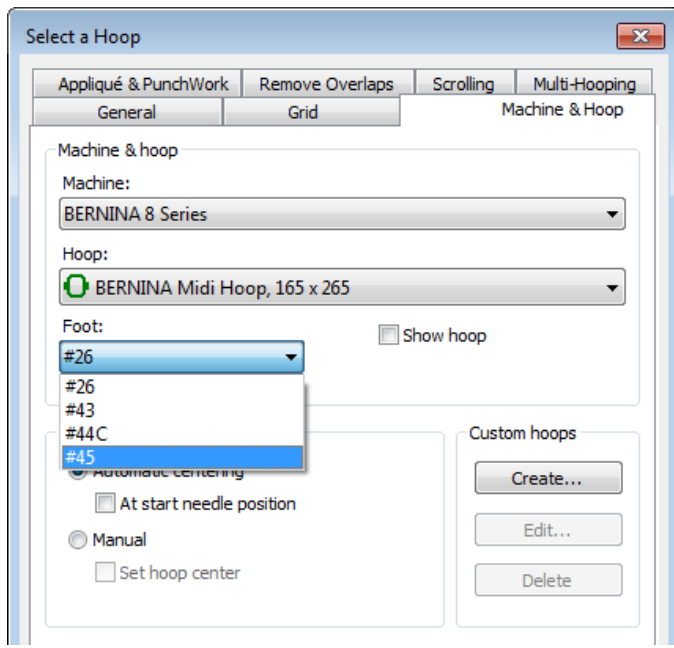 Select a Hoop
Appliqué & PunchWork Remove Overlaps Scrolling Multi-Hooping
General Grid Machine & Hoop
Machine & hoop
Machine:
BERNINA 8 Series
Hoop:
BERNINA Midi Hoop, 165 x 265
Foot:
Show hoop
#26
#26
#43
#44C
#45
Automatic centering
At start needle position
Manual
Set hoop center
Custom hoops
Create...
Edit...
Delete